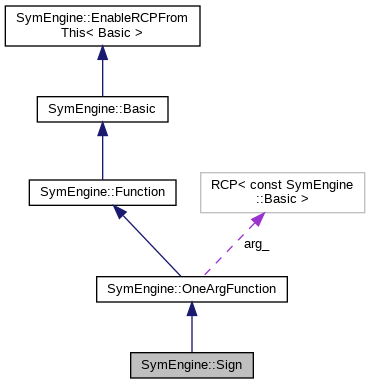 SymEngine::EnableRCPFrom
This< Basic >
SymEngine::Basic
SymEngine::Function
RCP< const SymEngine
::Basic >
arg_
SymEngine::OneArgFunction
SymEngine::Sign